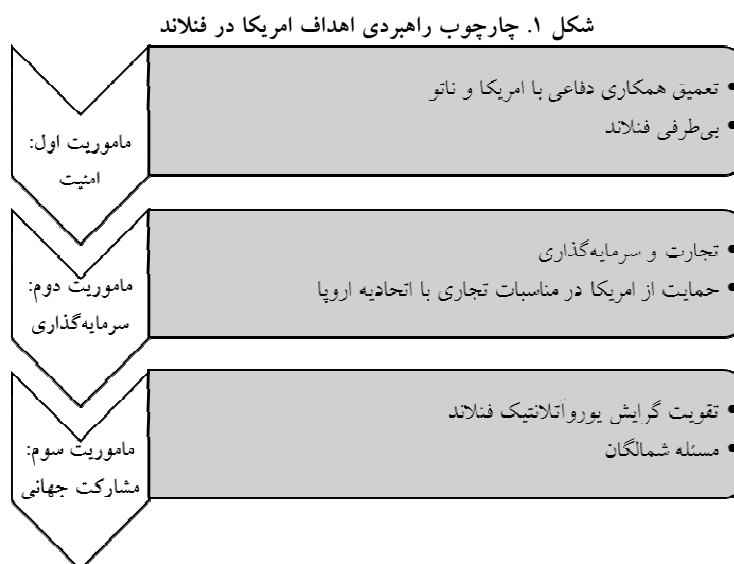 شکل ۱. چارچوب راهبردی اهداف امریکا در فنلاند
ماموریت اول:
امنیت
• تعمیق همکاری دفاعی با امریکا و ناتو
• بی‌طرفی فنلاند
ماموریت دوم:
سرمایه‌گذاری
• تجارت و سرمایه‌گذاری
• حمایت از امریکا در مناسبات تجاری با اتحادیه اروپا
ماموریت سوم:
مشارکت جهانی
• تقویت گرایش یوروآتلانتیک فنلاند
• مسئله شمالگان